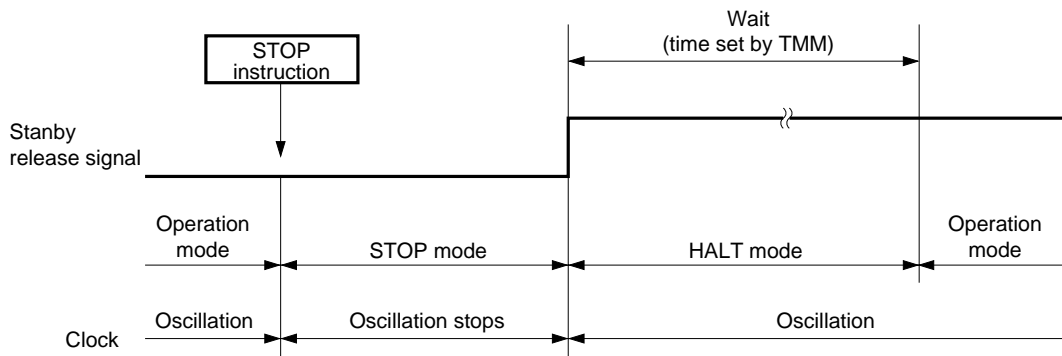 Wait
(time set by TMM)
STOP
instruction
Stanby
release signal
Operation
mode
STOP mode
HALT mode
Operation
mode
Clock
Oscillation
Oscillation stops
Oscillation